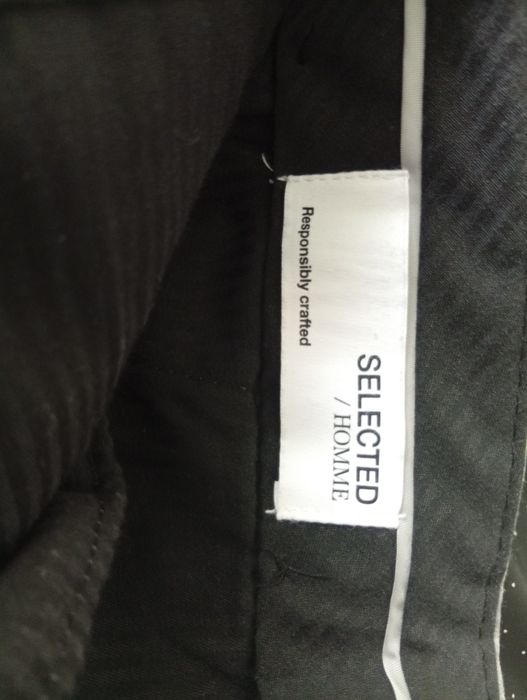 SELECTED
/ HOMME
Responsibly crafted